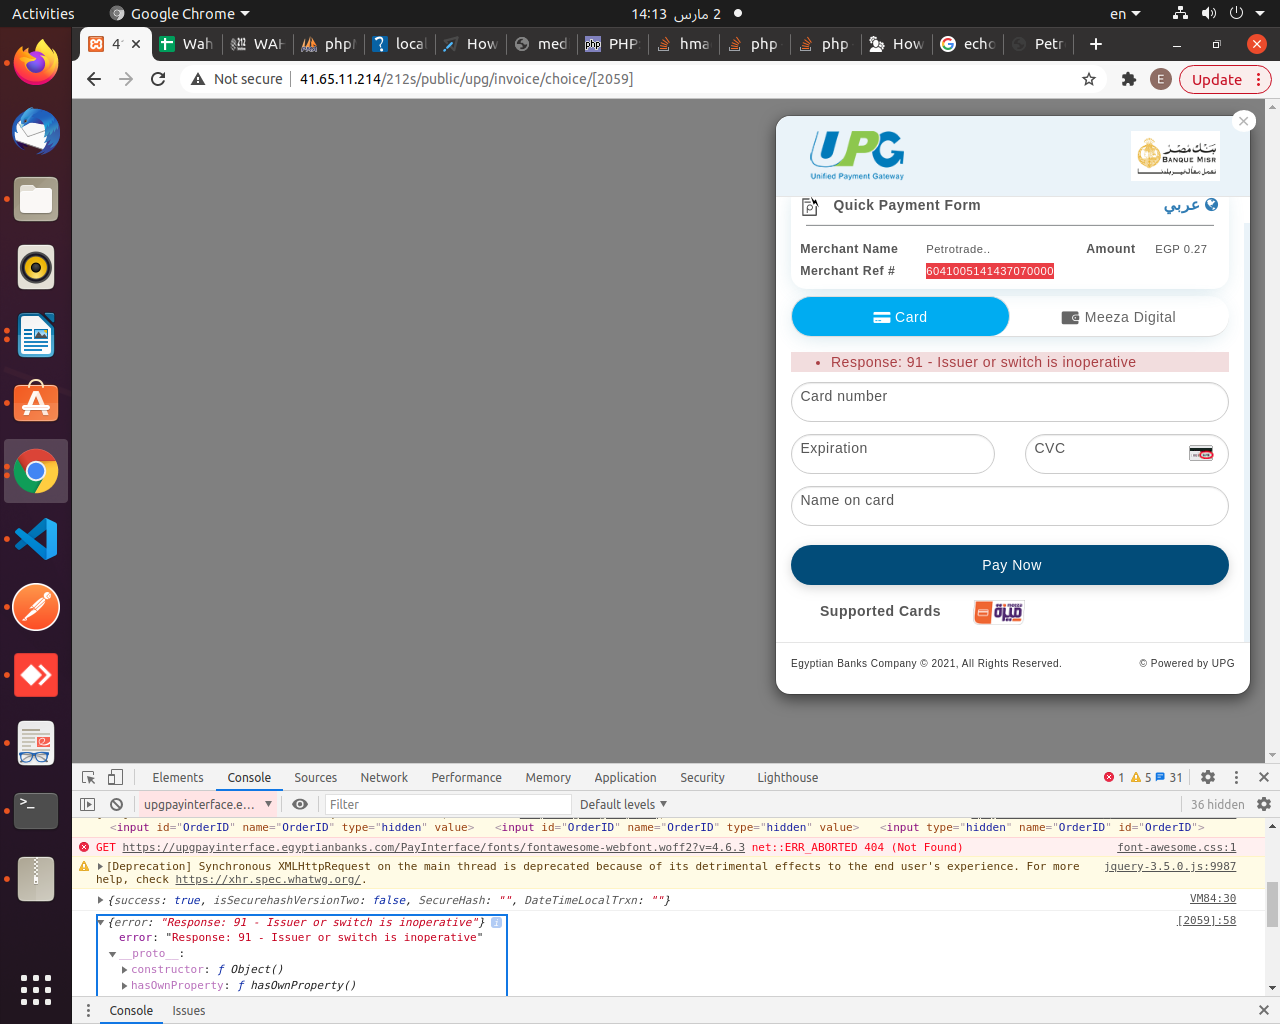 Activities
Google Chrome
2 مارس 14:13
en
4
Wah
WAH
phpM
local
How
med
PHP:
hma
php
php
How
echo
Petro
Not secure
41.65.11.214/212s/public/upg/invoice/choice/[2059]
E
Update
UPG
Unified Payment Gateway
بنك مصر
BANQUE MISR
Quick Payment Form
عربي
Merchant Name Petrotrade.. Amount EGP 0.27
Merchant Ref # 6041005141437070000
Card
Meeza Digital
Response: 91 - Issuer or switch is inoperative
Card number
Expiration
CVC
Name on card
Pay Now
Supported Cards
Egyptian Banks Company © 2021, All Rights Reserved.
© Powered by UPG
Elements Console Sources Network Performance Memory Application Security Lighthouse
1 5 31
upgpayinterface.e...
Filter
Default levels
36 hidden
<input id="OrderID" name="OrderID" type="hidden" value> <input id="OrderID" name="OrderID" type="hidden" value> <input type="hidden" name="OrderID" id="OrderID">
GET https://upgpayinterface.egyptianbanks.com/PayInterface/fonts/fontawesome-webfont.woff2?v=4.6.3 net::ERR_ABORTED 404 (Not Found) font-awesome.css:1
[Deprecation] Synchronous XMLHttpRequest on the main thread is deprecated because of its detrimental effects to the end user's experience. For more jquery-3.5.0.js:9987
help, check https://xhr.spec.whatwg.org/.
{success: true, isSecurehashVersionTwo: false, SecureHash: "", DateTimeLocalTrxn: ""} VM84:30
{error: "Response: 91 - Issuer or switch is inoperative"} [2059]:58
error: "Response: 91 - Issuer or switch is inoperative"
__proto__:
constructor: ƒ Object()
hasOwnProperty: ƒ hasOwnProperty()
Console Issues